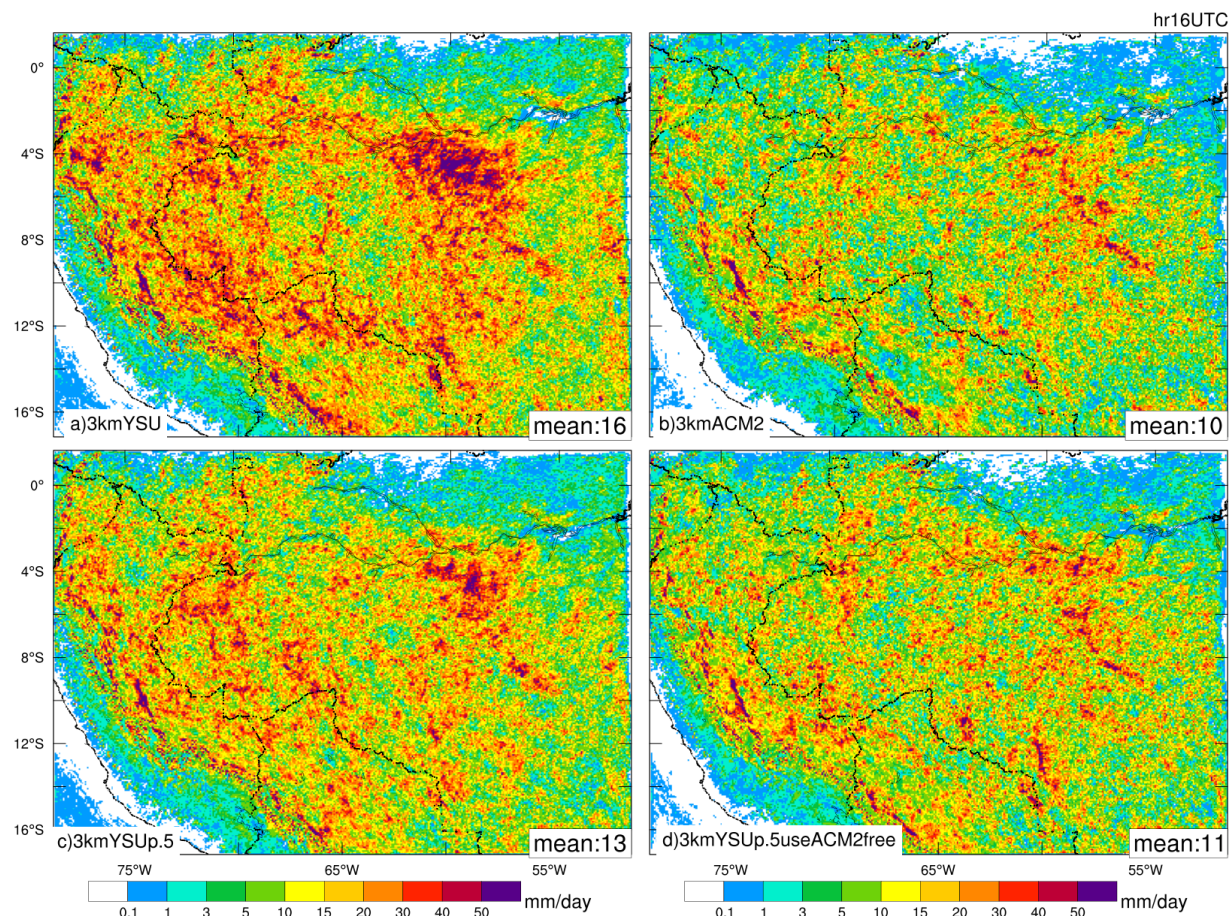 hr16UTC
0°
4°S
8°S
12°S
16°S
a)3kmYSU
mean:16
b)3kmACM2
mean:10
0°
4°S
8°S
12°S
16°S
c)3kmYSUp.5
mean:13
d)3kmYSUp.5useACM2free
mean:11
75°W 65°W 55°W
75°W 65°W 55°W
0.1 1 3 5 10 15 20 30 40 50 mm/day
0.1 1 3 5 10 15 20 30 40 50 mm/day